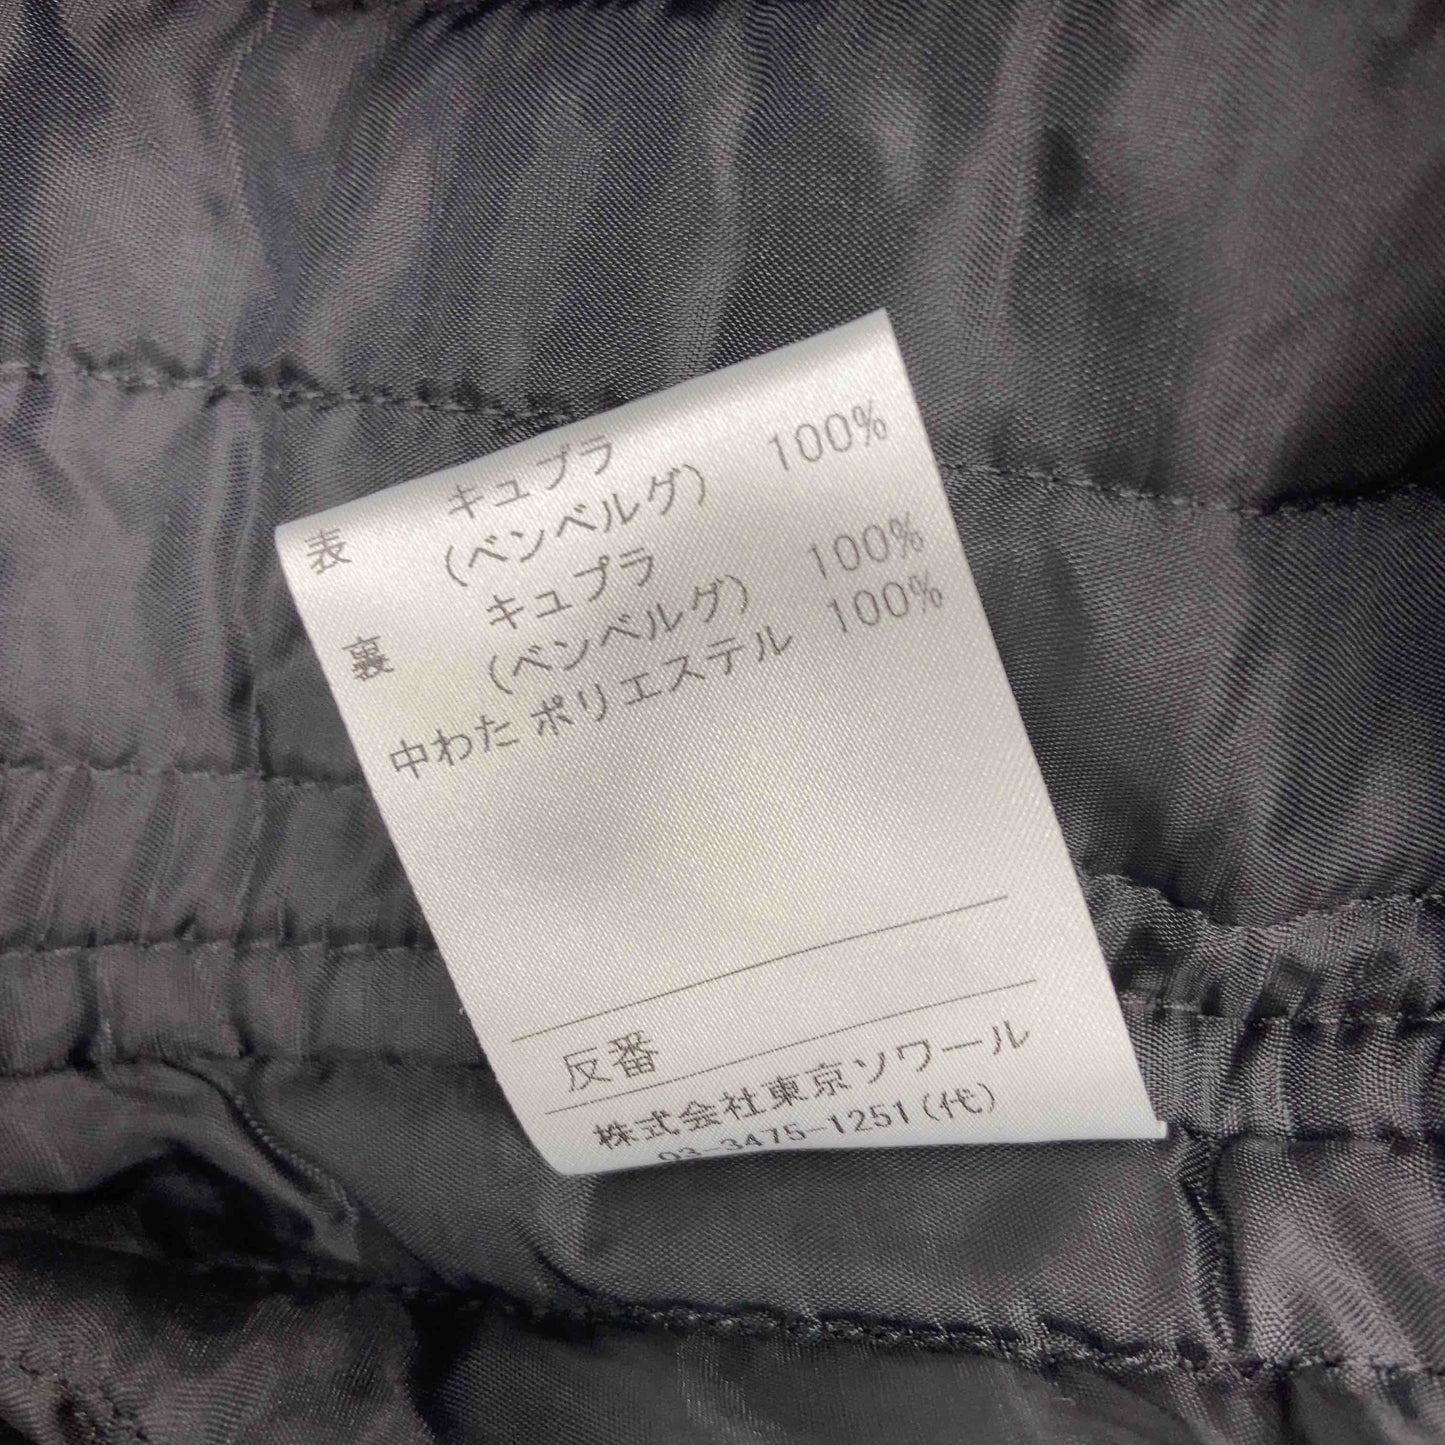 表 キュプラ
(ベンベルグ) 100%
裏 キュプラ
(ベンベルグ) 100%
中わた ポリエステル 100%
反番
株式会社東京ソワール
03-3475-1251(代)